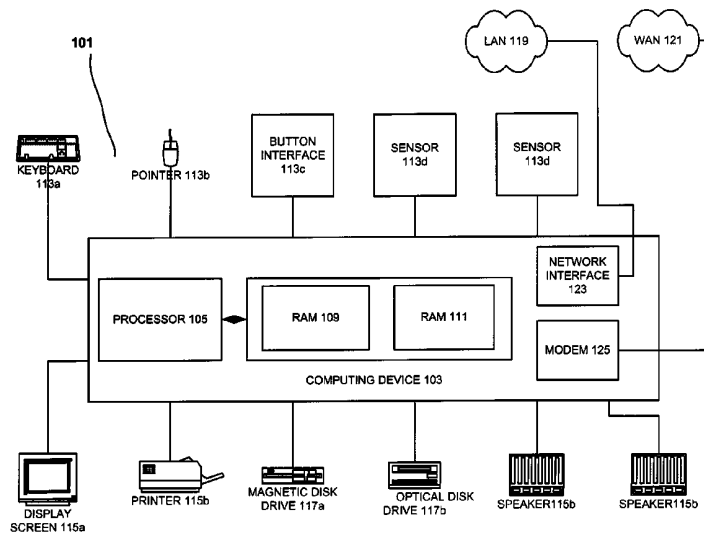 101
LAN 119
WAN 121
KEYBOARD
113a
POINTER 113b
BUTTON
INTERFACE
113c
SENSOR
113d
SENSOR
113d
NETWORK
INTERFACE
123
PROCESSOR 105
RAM 109
RAM 111
MODEM 125
COMPUTING DEVICE 103
DISPLAY
SCREEN 115a
PRINTER 115b
MAGNETIC DISK
DRIVE 117a
OPTICAL DISK
DRIVE 117b
SPEAKER115b
SPEAKER115b